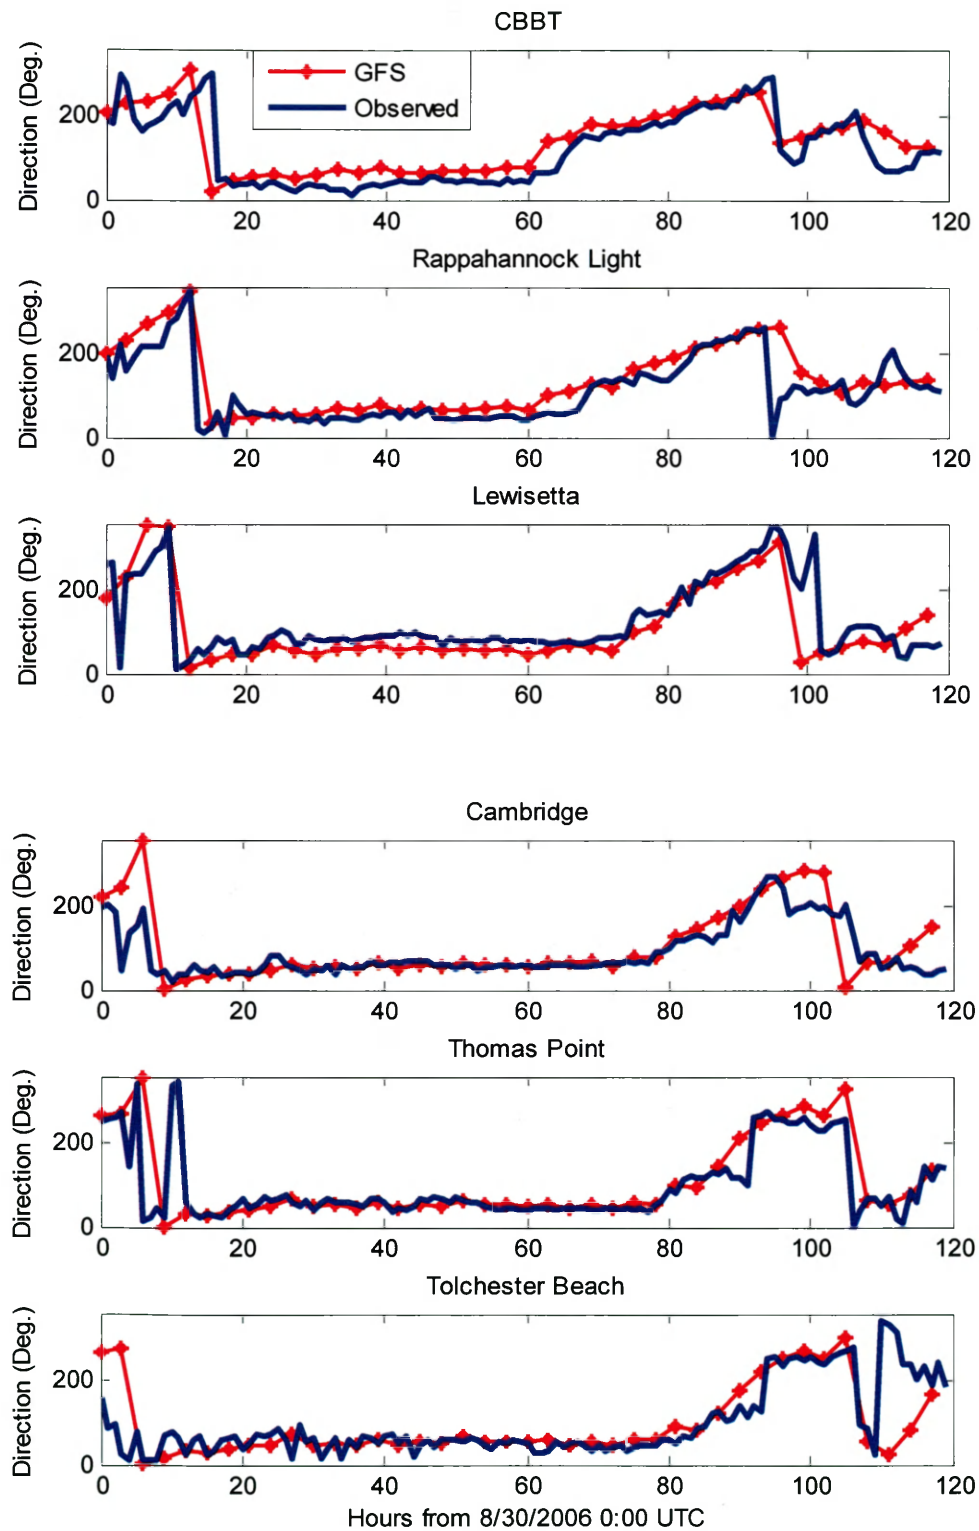 CBBT
Direction (Deg.)
200
0
GFS
Observed
0 20 40 60 80 100 120
Rappahannock Light
Direction (Deg.)
200
0
0 20 40 60 80 100 120
Lewisetta
Direction (Deg.)
200
0
0 20 40 60 80 100 120
Cambridge
Direction (Deg.)
200
0
0 20 40 60 80 100 120
Thomas Point
Direction (Deg.)
200
0
0 20 40 60 80 100 120
Tolchester Beach
Direction (Deg.)
200
0
0 20 40 60 80 100 120
Hours from 8/30/2006 0:00 UTC